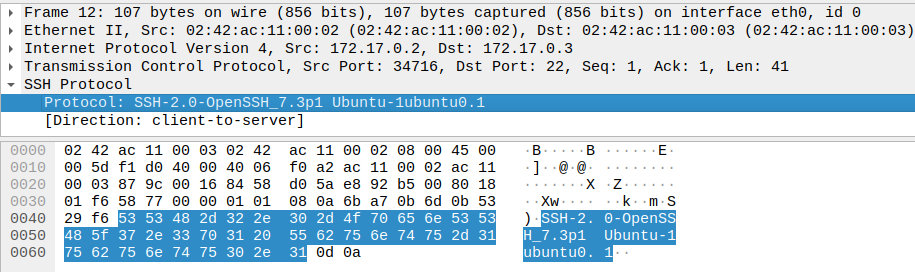 Frame 12: 107 bytes on wire (856 bits), 107 bytes captured (856 bits) on interface eth0, id 0
Ethernet II, Src: 02:42:ac:11:00:02 (02:42:ac:11:00:02), Dst: 02:42:ac:11:00:03 (02:42:ac:11:00:03)
Internet Protocol Version 4, Src: 172.17.0.2, Dst: 172.17.0.3
Transmission Control Protocol, Src Port: 34716, Dst Port: 22, Seq: 1, Ack: 1, Len: 41
SSH Protocol
Protocol: SSH-2.0-OpenSSH_7.3p1 Ubuntu-1ubuntu0.1
[Direction: client-to-server]
0000 02 42 ac 11 00 03 02 42 ac 11 00 02 08 00 45 00 ·B·····B ······E·
0010 00 5d f1 d0 40 00 40 06 f0 a2 ac 11 00 02 ac 11 ·]··@·@· ········
0020 00 03 87 9c 00 16 84 58 d0 5a e8 92 b5 00 80 18 ·······X ·Z······
0030 01 f6 58 77 00 00 01 01 08 0a 6b a7 0b 6d 0b 53 ··Xw···· ··k··m·S
0040 29 f6 53 53 48 2d 32 2e 30 2d 4f 70 65 6e 53 53 )·SSH-2. 0-OpenSS
0050 48 5f 37 2e 33 70 31 20 55 62 75 6e 74 75 2d 31 H_7.3p1 Ubuntu-1
0060 75 62 75 6e 74 75 30 2e 31 0d 0a ubuntu0. 1··